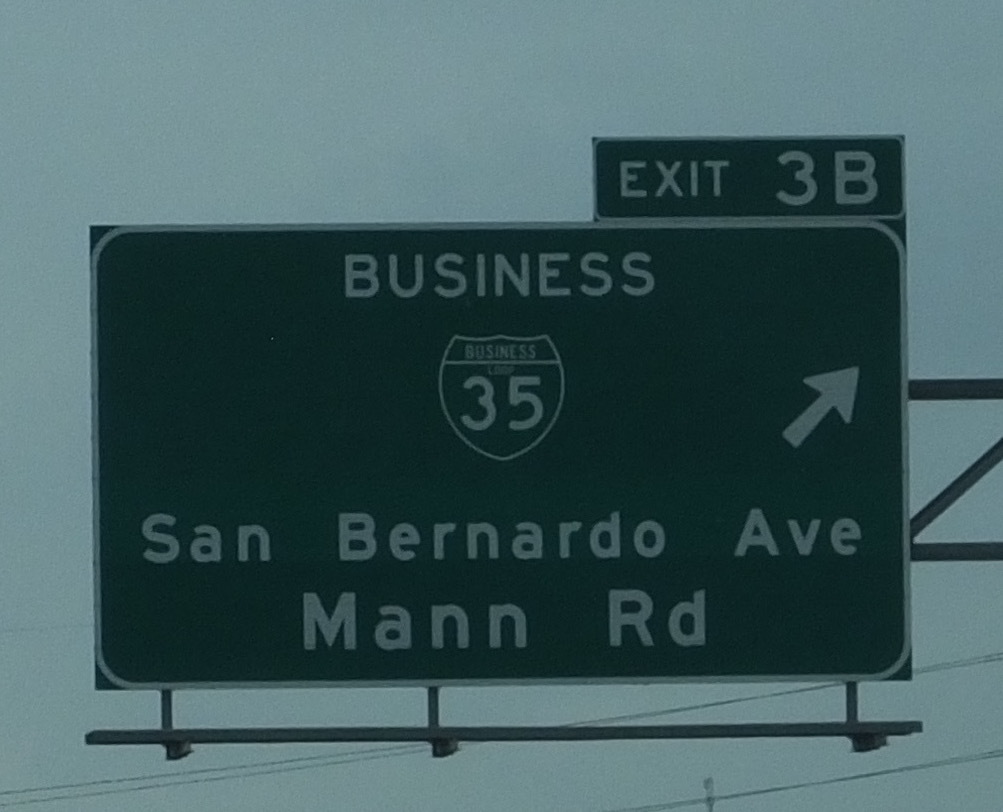 EXIT 3B
BUSINESS
BUSINESS
LOOP
35
San Bernardo Ave
Mann Rd